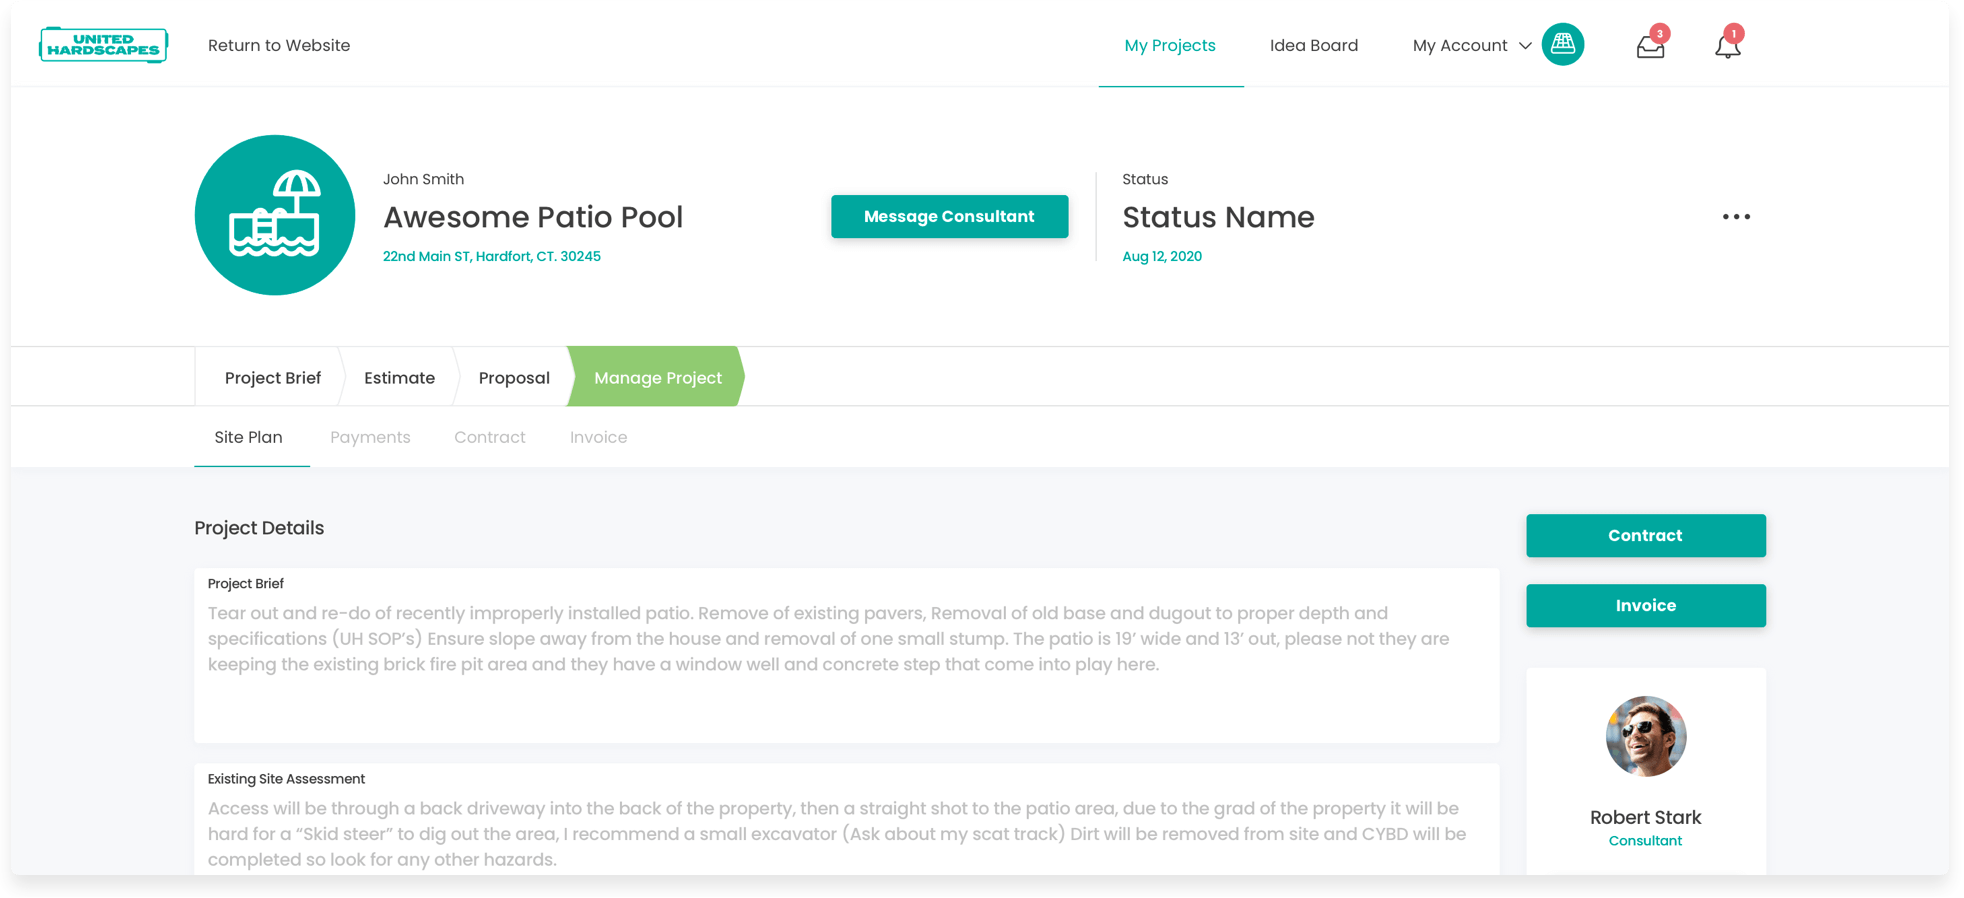 UNITED
HARDSCAPES
Return to Website
My Projects
Idea Board
My Account
3
1
John Smith
Awesome Patio Pool
22nd Main ST, Hardfort, CT. 30245
Message Consultant
Status
Status Name
Aug 12, 2020
Project Brief
Estimate
Proposal
Manage Project
Site Plan
Payments
Contract
Invoice
Project Details
Project Brief
Tear out and re-do of recently improperly installed patio. Remove of existing pavers, Removal of old base and dugout to proper depth and
specifications (UH SOP’s) Ensure slope away from the house and removal of one small stump. The patio is 19’ wide and 13’ out, please not they are
keeping the existing brick fire pit area and they have a window well and concrete step that come into play here.
Existing Site Assessment
Access will be through a back driveway into the back of the property, then a straight shot to the patio area, due to the grad of the property it will be
hard for a “Skid steer” to dig out the area, I recommend a small excavator (Ask about my scat track) Dirt will be removed from site and CYBD will be
completed so look for any other hazards.
Contract
Invoice
Robert Stark
Consultant